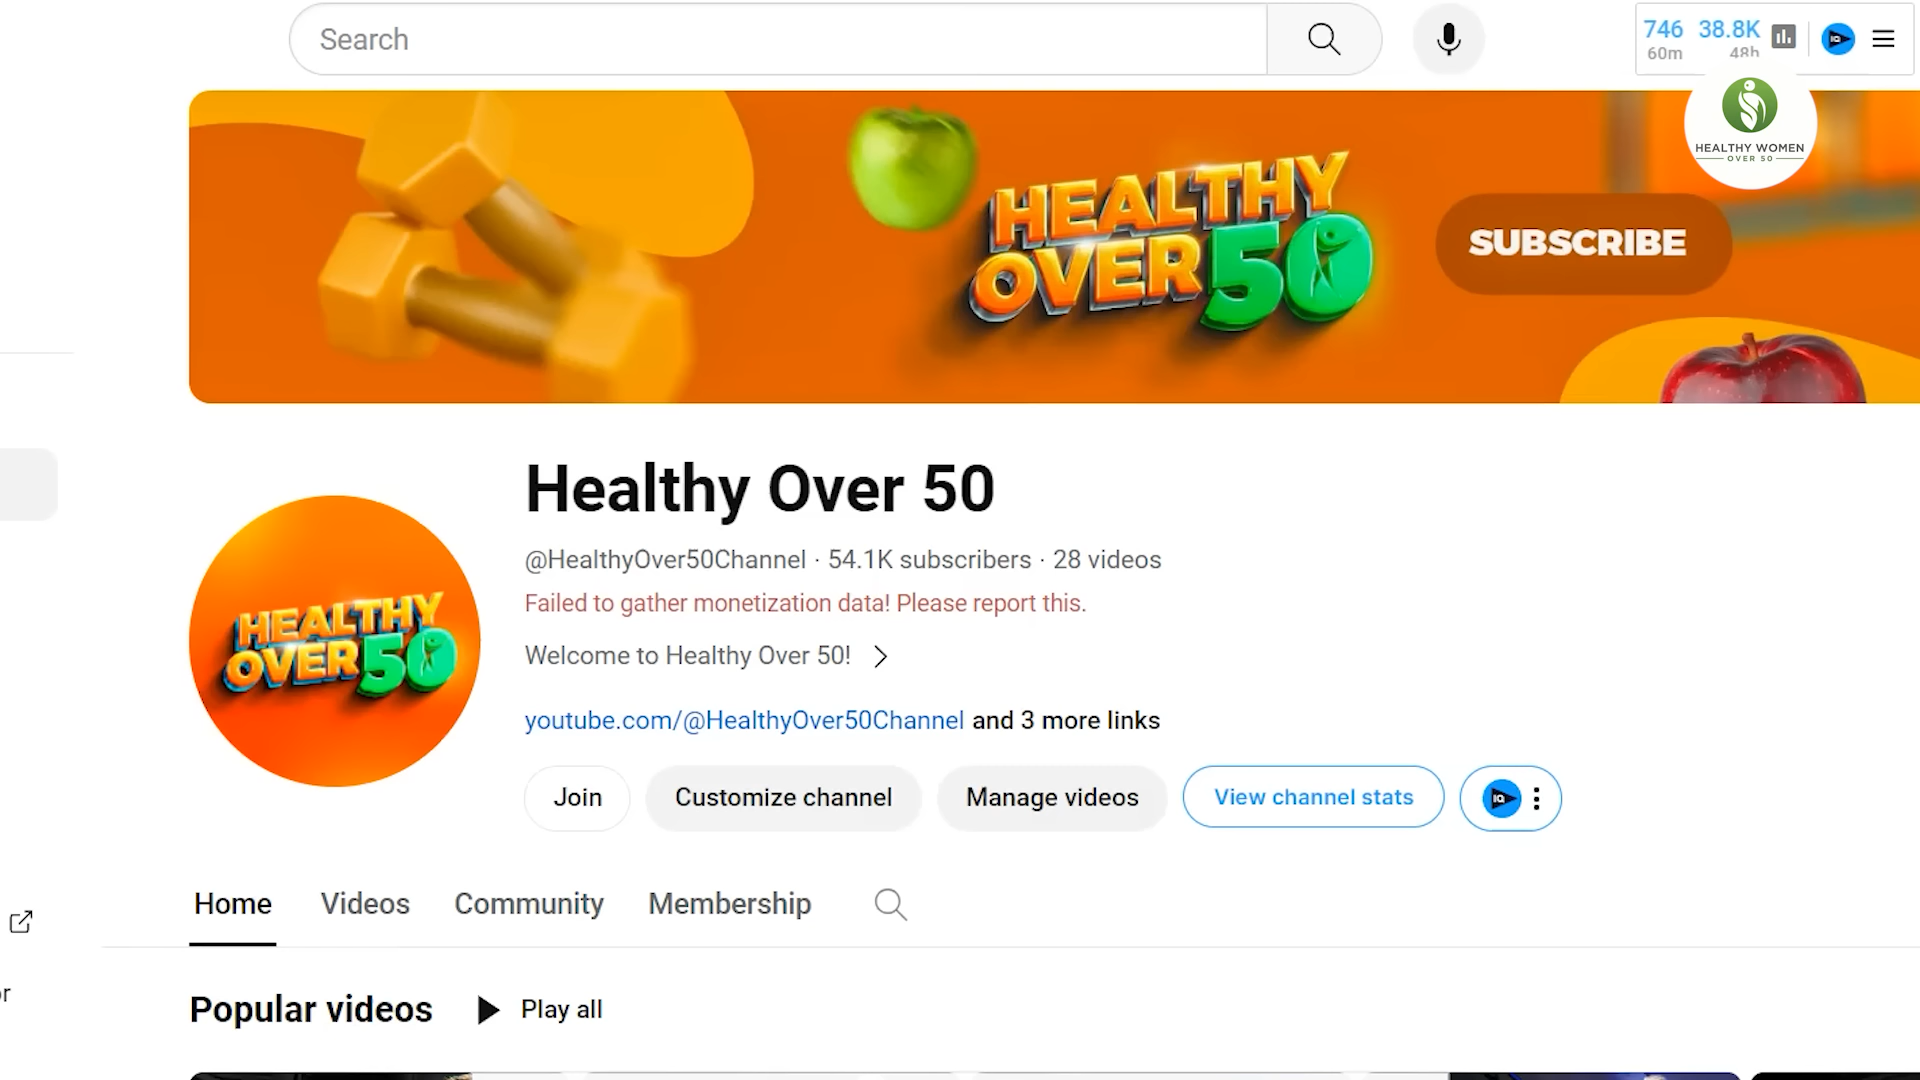 Search
746 38.8K
60m 48h
HEALTHY WOMEN
OVER 50
HEALTHY
OVER 50
SUBSCRIBE
Healthy Over 50
@HealthyOver50Channel · 54.1K subscribers · 28 videos
Failed to gather monetization data! Please report this.
HEALTHY
OVER 50
Welcome to Healthy Over 50!
youtube.com/@HealthyOver50Channel and 3 more links
Join
Customize channel
Manage videos
View channel stats
IQ
Home
Videos
Community
Membership
Popular videos
Play all